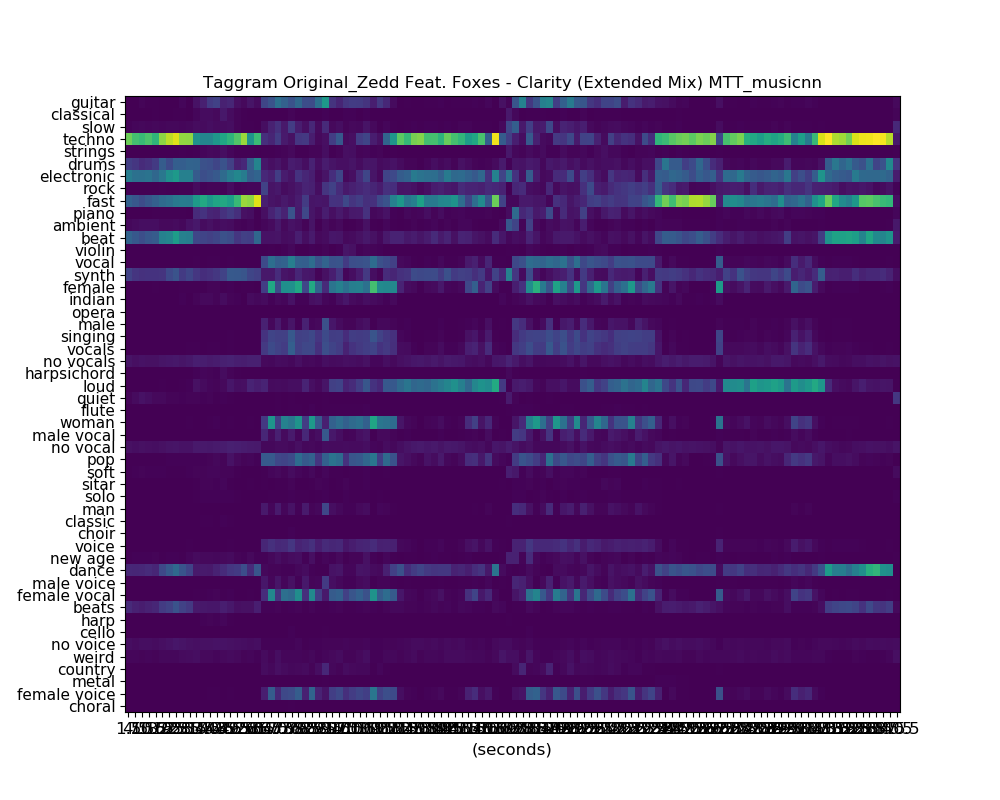 Taggram Original_Zedd Feat. Foxes - Clarity (Extended Mix) MTT_musicnn
guitar
classical
slow
techno
strings
drums
electronic
rock
fast
piano
ambient
beat
violin
vocal
synth
female
indian
opera
male
singing
vocals
no vocals
harpsichord
loud
quiet
flute
woman
male vocal
no vocal
pop
soft
sitar
solo
man
classic
choir
voice
new age
dance
male voice
female vocal
beats
harp
cello
no voice
weird
country
metal
female voice
choral
(seconds)